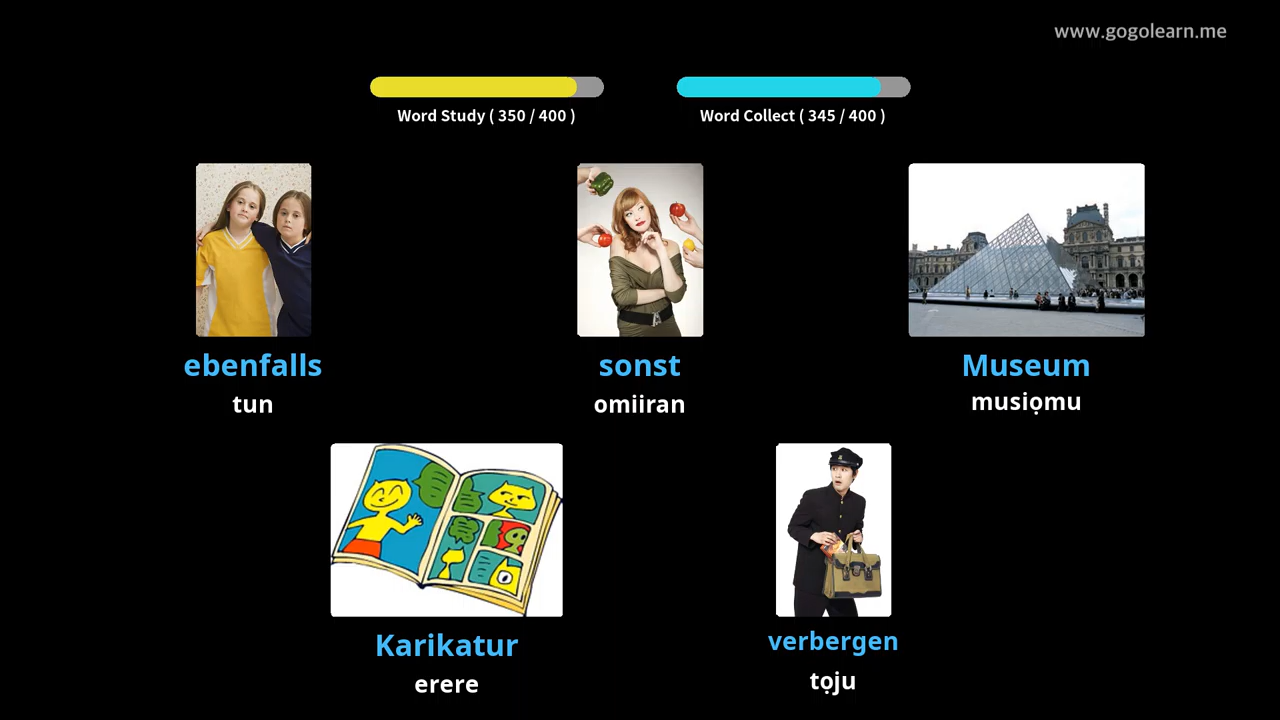 www.gogolearn.me
Word Study ( 350 / 400 )
Word Collect ( 345 / 400 )
ebenfalls
tun
sonst
omiiran
Museum
musiọmu
Karikatur
erere
verbergen
tọju